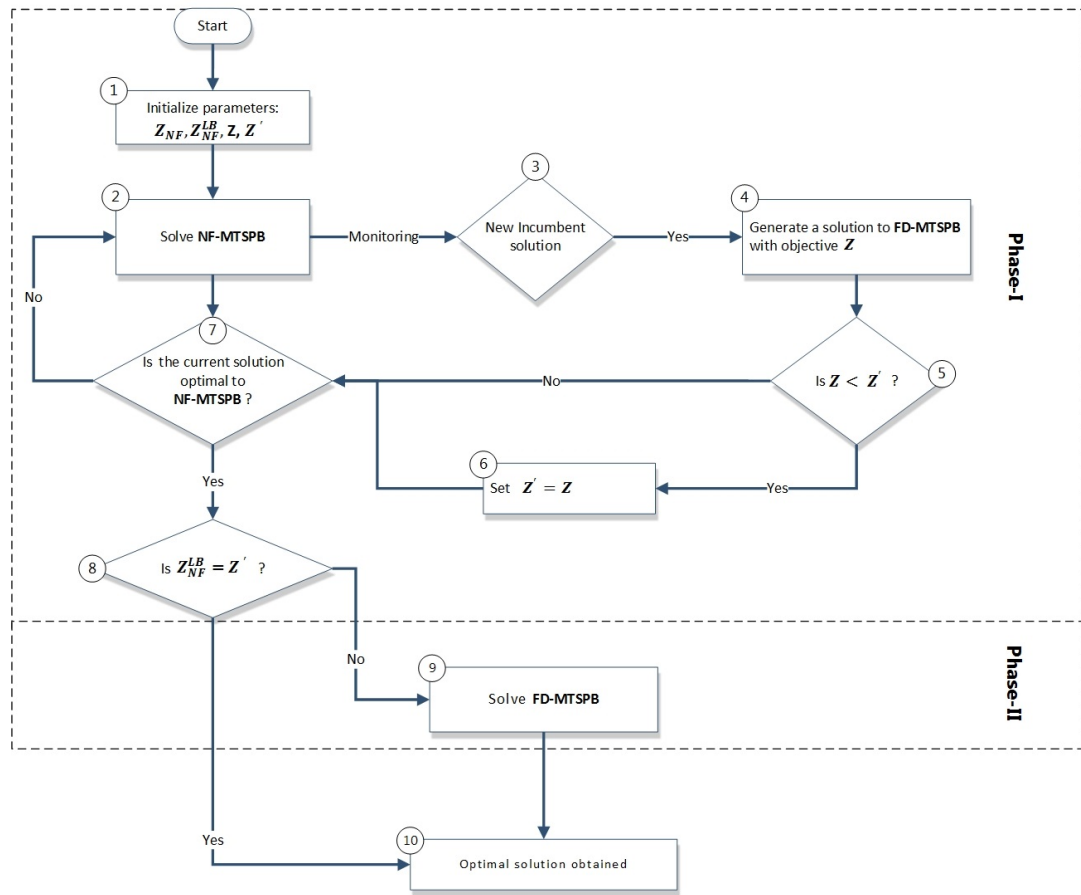 Start
1
Initialize parameters:
Z_NF, Z_NF^LB, Z, Z′
2
Solve NF-MTSPB
Monitoring
3
New Incumbent
solution
Yes
4
Generate a solution to FD-MTSPB
with objective Z
Phase-I
No
7
Is the current solution
optimal to
NF-MTSPB ?
No
Is Z < Z′ ?
5
Yes
6
Set Z′ = Z
Yes
8
Is Z_NF^LB = Z′ ?
No
9
Solve FD-MTSPB
Phase-II
Yes
10
Optimal solution obtained